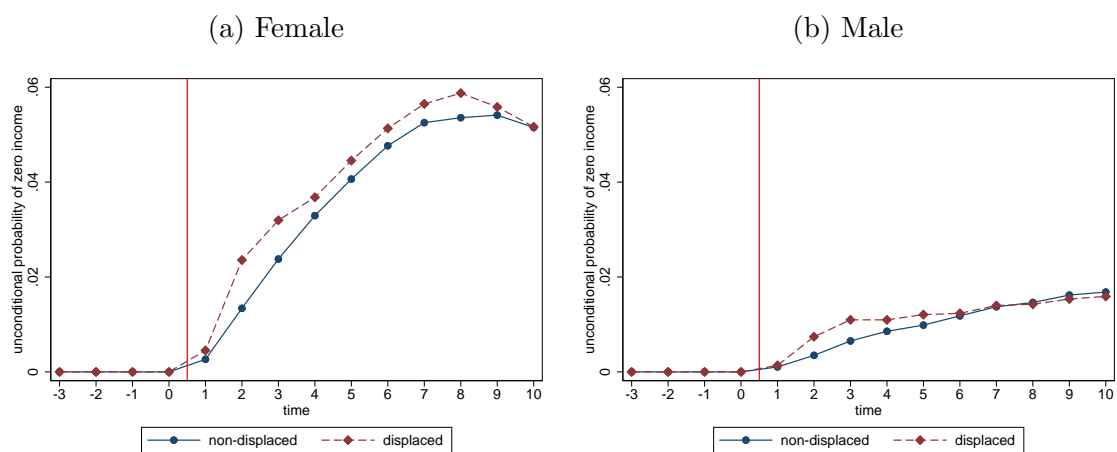 (a) Female
unconditional probability of zero income
.06
.04
.02
0
-3 -2 -1 0 1 2 3 4 5 6 7 8 9 10
time
non-displaced displaced
(b) Male
unconditional probability of zero income
.06
.04
.02
0
-3 -2 -1 0 1 2 3 4 5 6 7 8 9 10
time
non-displaced displaced